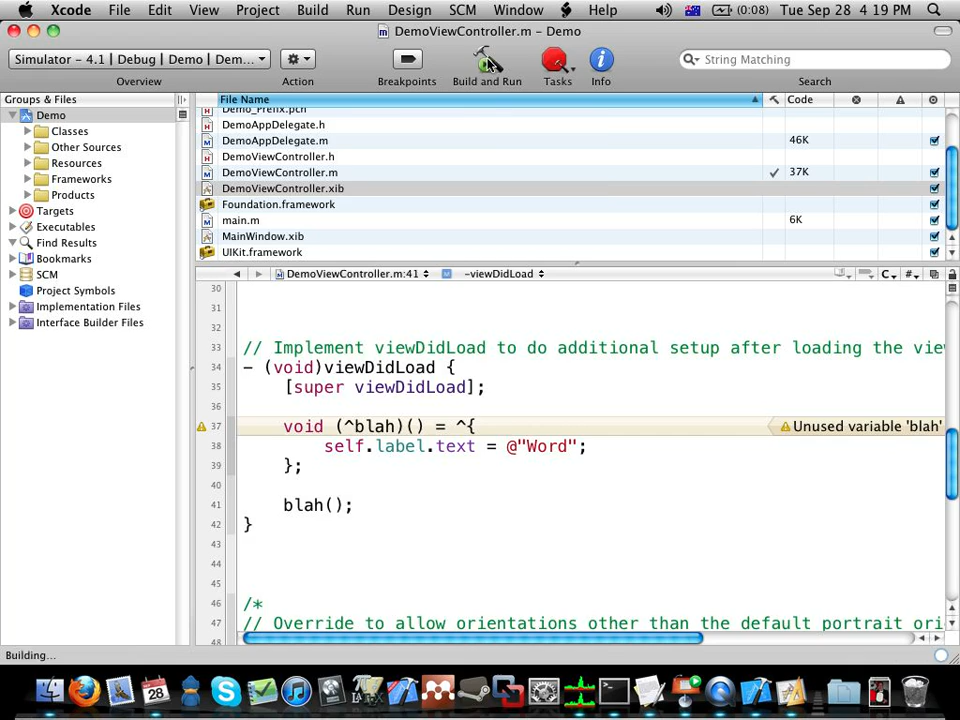 Xcode File Edit View Project Build Run Design SCM Window Help (0:08) Tue Sep 28 4:19 PM
DemoViewController.m – Demo
Simulator - 4.1 | Debug | Demo | Dem... String Matching
Overview Action Breakpoints Build and Run Tasks Info Search
Groups & Files File Name Code
Demo
Classes
Other Sources
Resources
Frameworks
Products
Targets
Executables
Find Results
Bookmarks
SCM
Project Symbols
Implementation Files
Interface Builder Files
Demo_Prefix.pch
DemoAppDelegate.h
DemoAppDelegate.m 46K
DemoViewController.h
DemoViewController.m 37K
DemoViewController.xib
Foundation.framework
main.m 6K
MainWindow.xib
UIKit.framework
DemoViewController.m:41 -viewDidLoad C #
30
31
32
33 // Implement viewDidLoad to do additional setup after loading the vie
34 - (void)viewDidLoad {
35 [super viewDidLoad];
36
37 void (^blah)() = ^{ Unused variable 'blah'
38 self.label.text = @"Word";
39 };
40
41 blah();
42 }
43
44
45
46 /*
47 // Override to allow orientations other than the default portrait ori
48
Building...
28